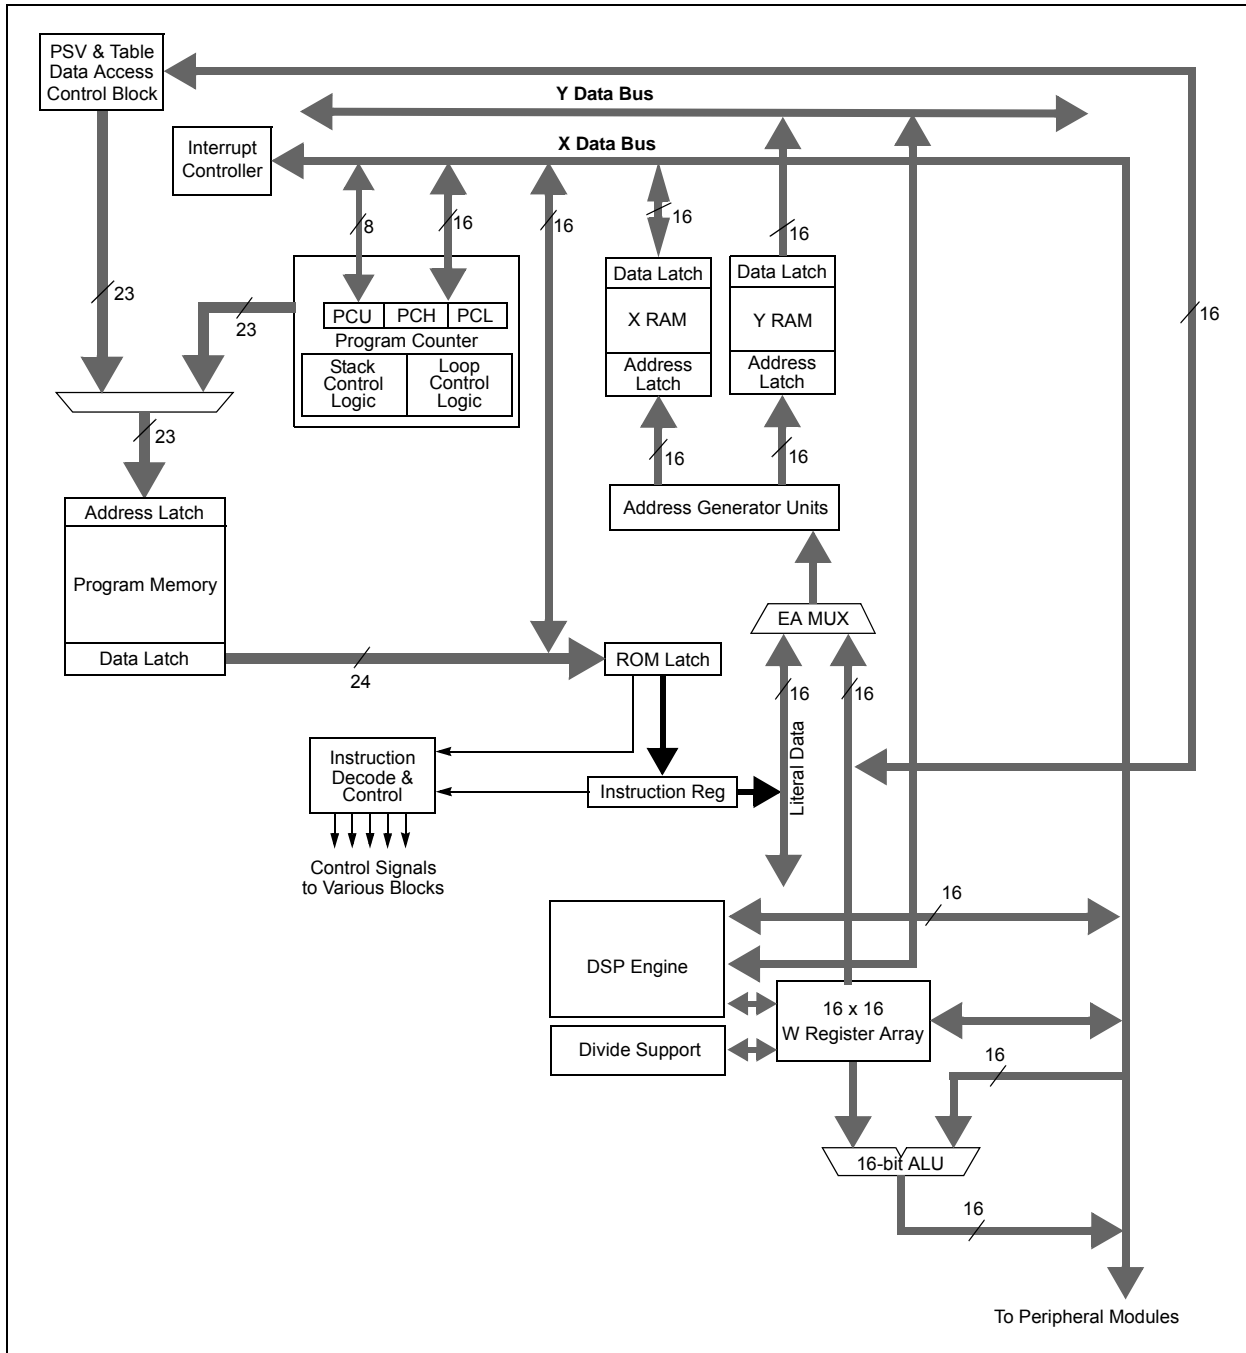 PSV & Table
Data Access
Control Block
Y Data Bus
X Data Bus
Interrupt
Controller
8
16
16
16
16
23
23
16
PCU
PCH
PCL
Program Counter
Stack
Control
Logic
Loop
Control
Logic
Data Latch
X RAM
Address
Latch
Data Latch
Y RAM
Address
Latch
23
16
16
Address Generator Units
Address Latch
Program Memory
Data Latch
24
EA MUX
ROM Latch
16
16
Literal Data
Instruction
Decode &
Control
Instruction Reg
Control Signals
to Various Blocks
16
DSP Engine
16 x 16
W Register Array
Divide Support
16
16-bit ALU
16
To Peripheral Modules